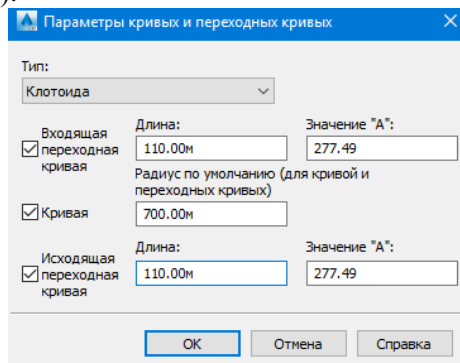 ).
Параметры кривых и переходных кривых
Тип:
Клотоида
Входящая переходная кривая
Длина:
Значение "А":
110.00м
277.49
Радиус по умолчанию (для кривой и
переходных кривых)
Кривая
700.00м
Исходящая переходная кривая
Длина:
Значение "А":
110.00м
277.49
ОК
Отмена
Справка